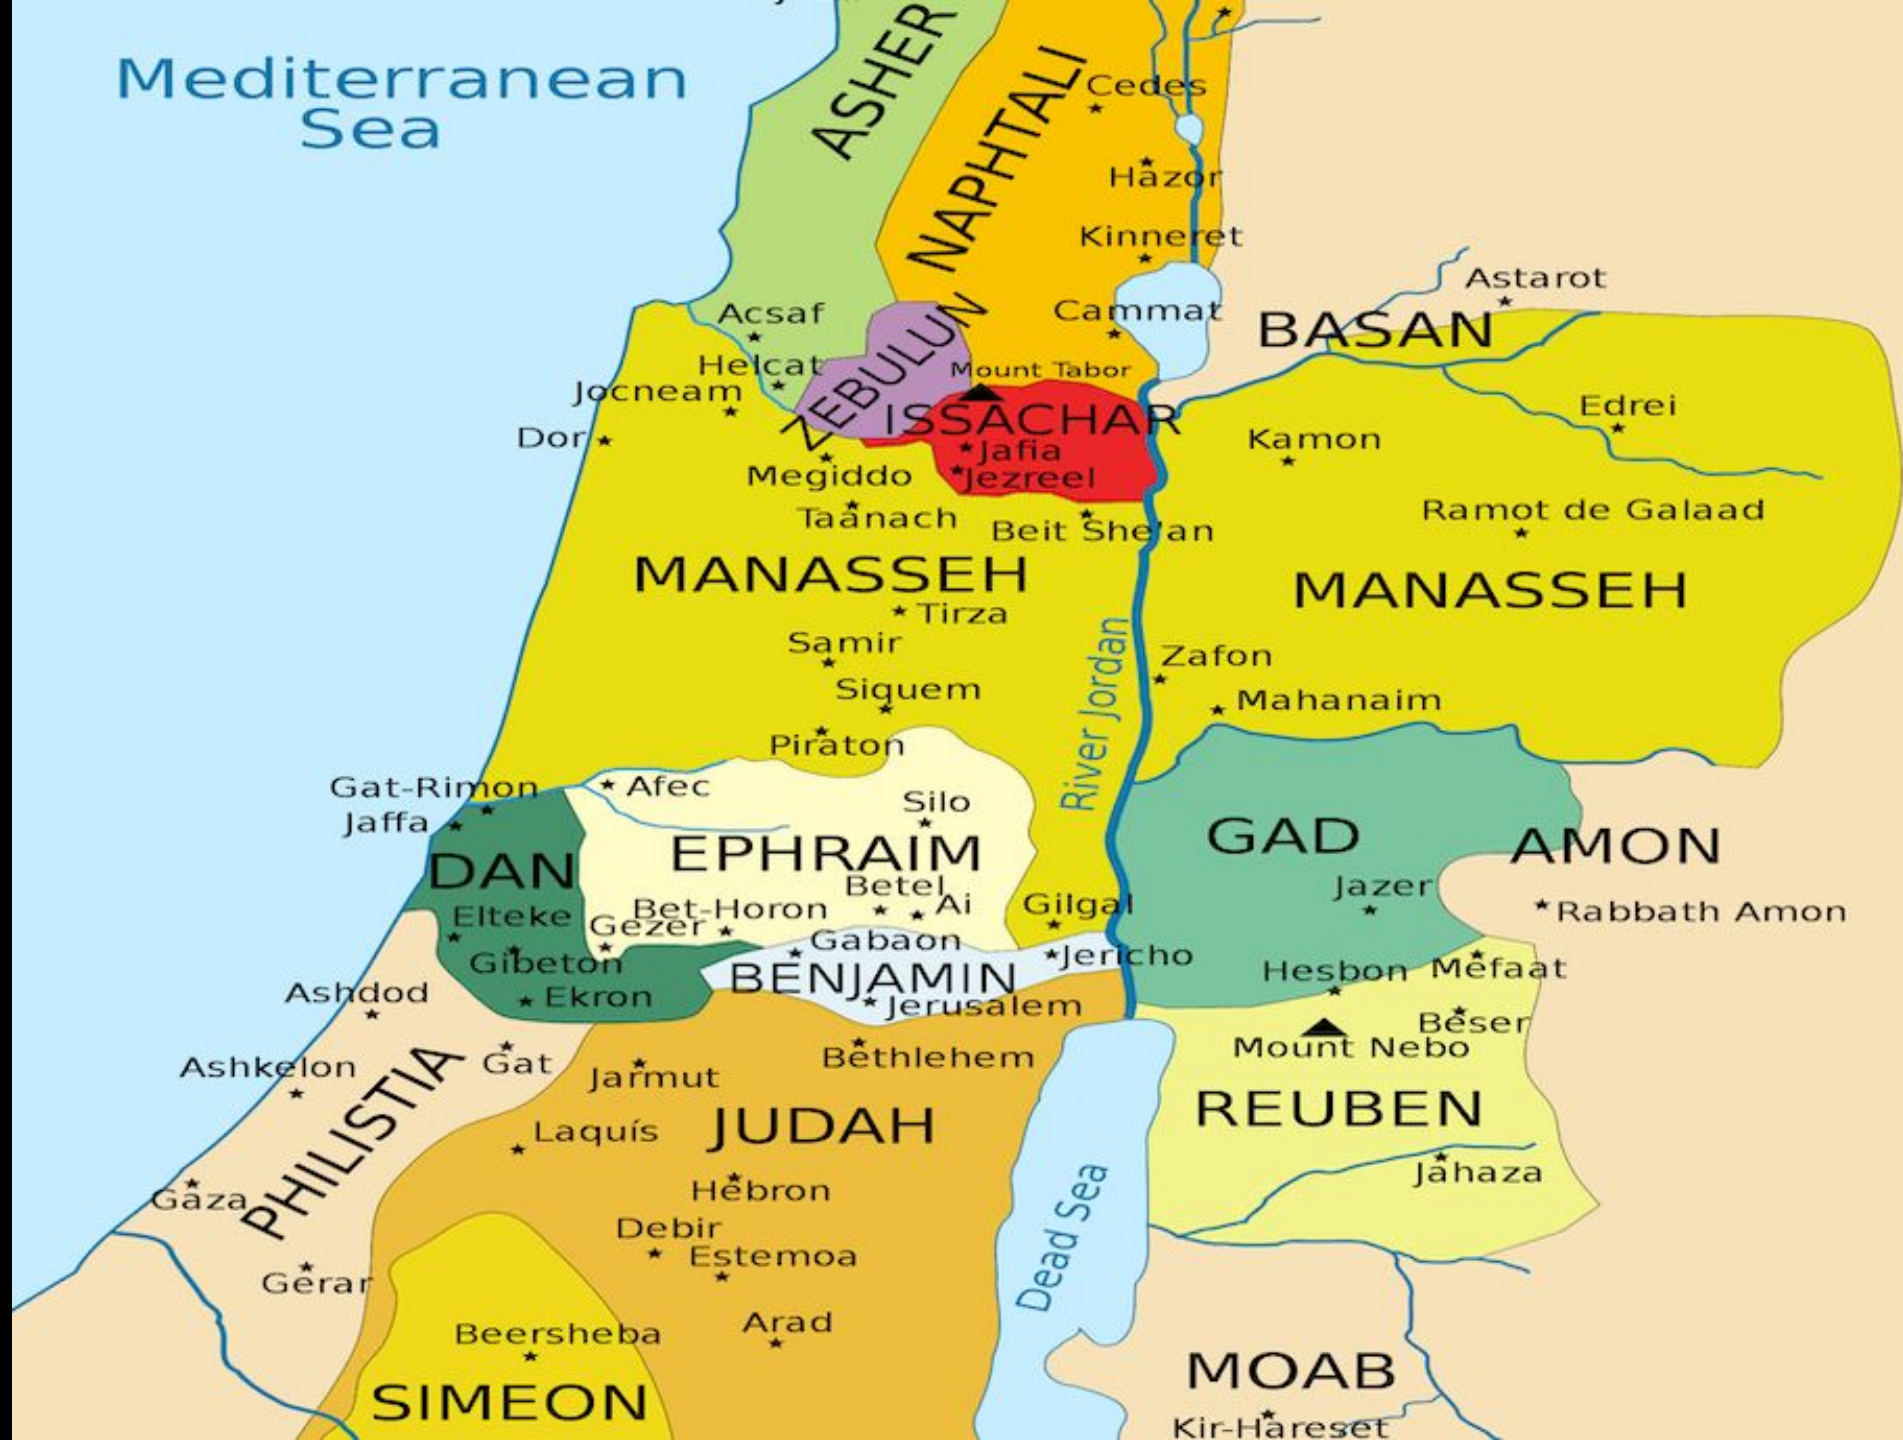 Mediterranean
Sea
ASHER
NAPHTALI
Cedes
Hazor
Kinneret
Astarot
Acsaf
Cammat
BASAN
ZEBULUN
Helcat
Mount Tabor
Jocneam
ISSACHAR
Edrei
Dor
Kamon
Jafia
Megiddo
Jezreel
Ramot de Galaad
Taanach
Beit She'an
MANASSEH
MANASSEH
Tirza
Samir
River Jordan
Zafon
Siquem
Mahanaim
Piraton
Gat-Rimon
Afec
Silo
Jaffa
GAD
EPHRAIM
AMON
DAN
Betel
Jazer
Elteke
Bet-Horon
Ai
Gilgal
Rabbath Amon
Gezer
Gabaon
Gibeton
Jericho
BENJAMIN
Hesbon
Mefaat
Ashdod
Ekron
Jerusalem
Beser
Ashkelon
Gat
Bethlehem
Mount Nebo
Jarmut
PHILISTIA
Laquís
JUDAH
REUBEN
Jahaza
Gaza
Hebron
Debir
Dead Sea
Estemoa
Gerar
Beersheba
Arad
MOAB
SIMEON
Kir-Hareset